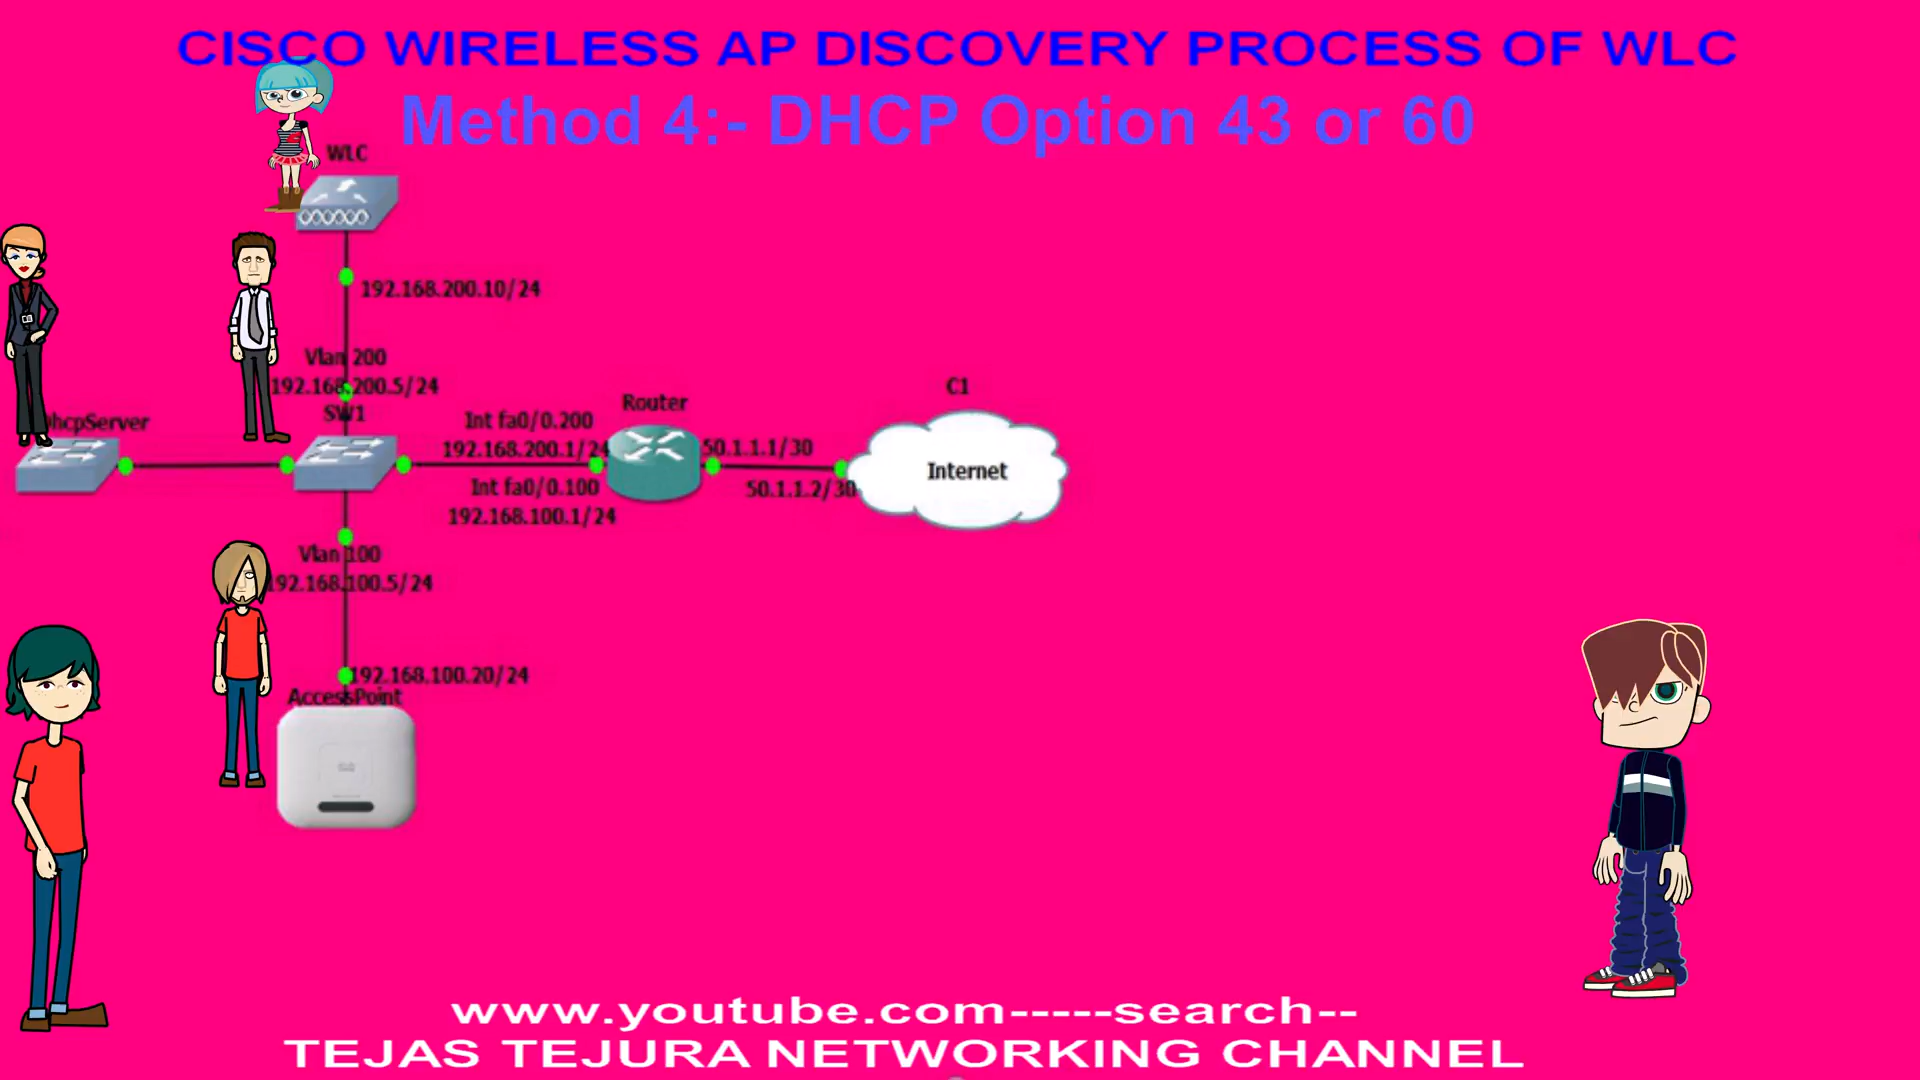 CISCO WIRELESS AP DISCOVERY PROCESS OF WLC
Method 4:- DHCP Option 43 or 60
WLC
192.168.200.10/24
Vlan 200
192.168.200.5/24
SW1
DhcpServer
Int fa0/0.200
192.168.200.1/24
Int fa0/0.100
192.168.100.1/24
Router
50.1.1.1/30
50.1.1.2/30
C1
Internet
Vlan 100
192.168.100.5/24
192.168.100.20/24
AccessPoint
www.youtube.com-----search--
TEJAS TEJURA NETWORKING CHANNEL